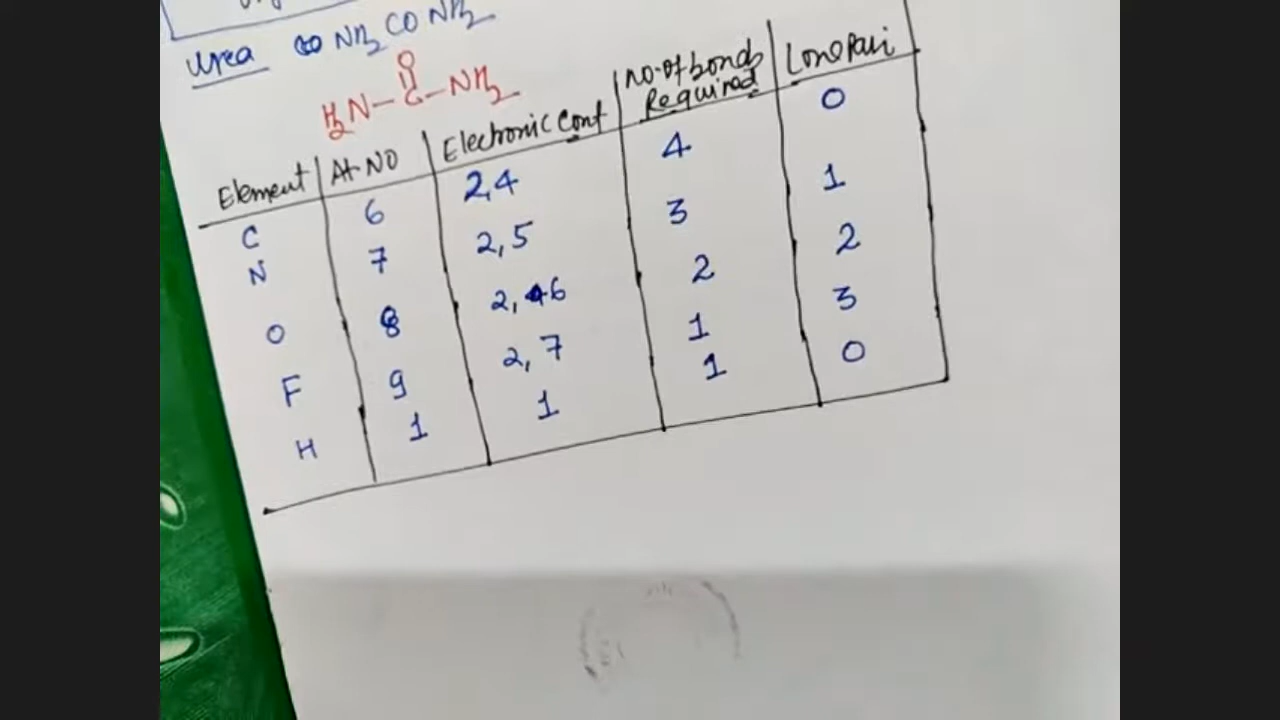 Urea NH₂ CO NH₂
O
H₂N – C – NH₂
Element At. NO Electronic Conf No. of bonds Required Lone Pair
C 6 2,4 4 0
N 7 2,5 3 1
O 8 2,6 2 2
F 9 2,7 1 3
H 1 1 1 0